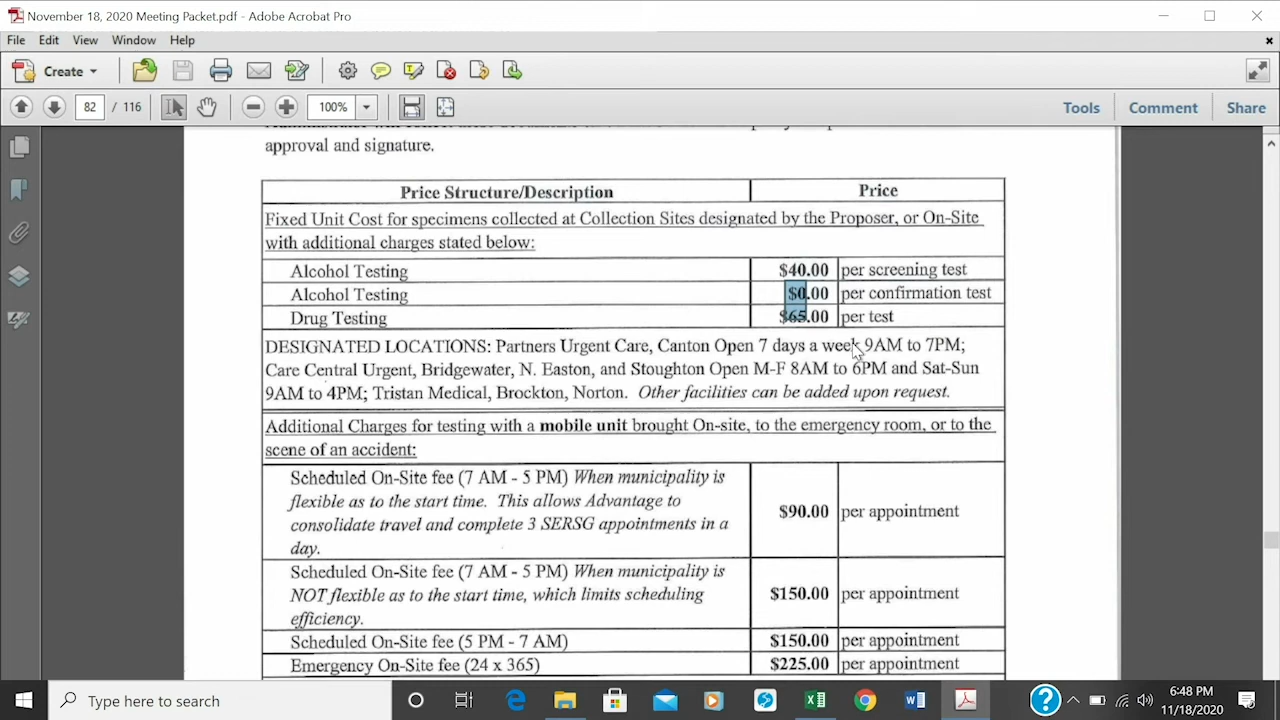 November 18, 2020 Meeting Packet.pdf - Adobe Acrobat Pro
File Edit View Window Help
Create
82 / 116 100% Tools Comment Share
approval and signature.
Price Structure/Description Price
Fixed Unit Cost for specimens collected at Collection Sites designated by the Proposer, or On-Site
with additional charges stated below:
Alcohol Testing $40.00 per screening test
Alcohol Testing $0.00 per confirmation test
Drug Testing $65.00 per test
DESIGNATED LOCATIONS: Partners Urgent Care, Canton Open 7 days a week 9AM to 7PM;
Care Central Urgent, Bridgewater, N. Easton, and Stoughton Open M-F 8AM to 6PM and Sat-Sun
9AM to 4PM; Tristan Medical, Brockton, Norton. Other facilities can be added upon request.
Additional Charges for testing with a mobile unit brought On-site, to the emergency room, or to the
scene of an accident:
Scheduled On-Site fee (7 AM - 5 PM) When municipality is
flexible as to the start time. This allows Advantage to
consolidate travel and complete 3 SERSG appointments in a
day.
$90.00 per appointment
Scheduled On-Site fee (7 AM - 5 PM) When municipality is
NOT flexible as to the start time, which limits scheduling
efficiency.
$150.00 per appointment
Scheduled On-Site fee (5 PM - 7 AM) $150.00 per appointment
Emergency On-Site fee (24 x 365) $225.00 per appointment
Type here to search
6:48 PM
11/18/2020